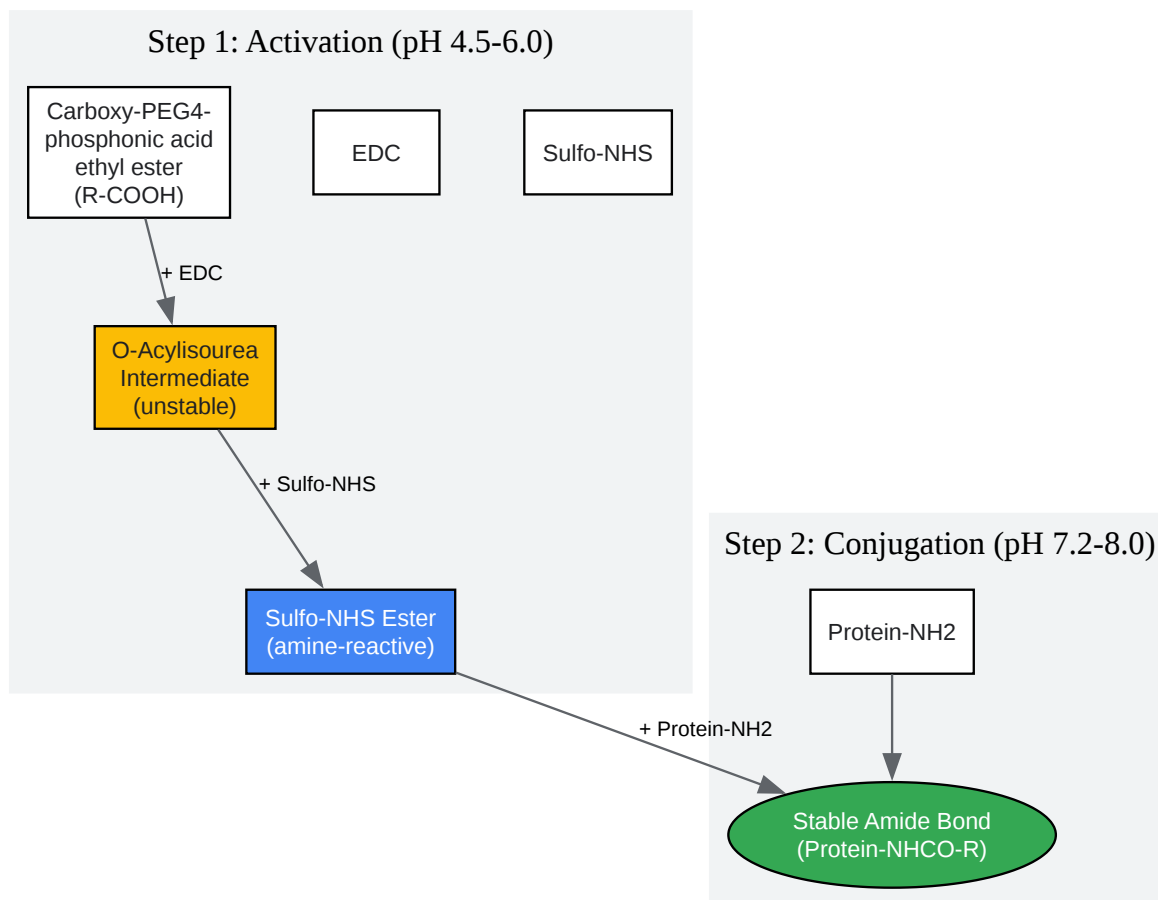 Step 1: Activation (pH 4.5-6.0)
Carboxy-PEG4-
phosphonic acid
ethyl ester
(R-COOH)
EDC
Sulfo-NHS
+ EDC
O-Acylisourea
Intermediate
(unstable)
+ Sulfo-NHS
Sulfo-NHS Ester
(amine-reactive)
Step 2: Conjugation (pH 7.2-8.0)
Protein-NH2
+ Protein-NH2
Stable Amide Bond
(Protein-NHCO-R)